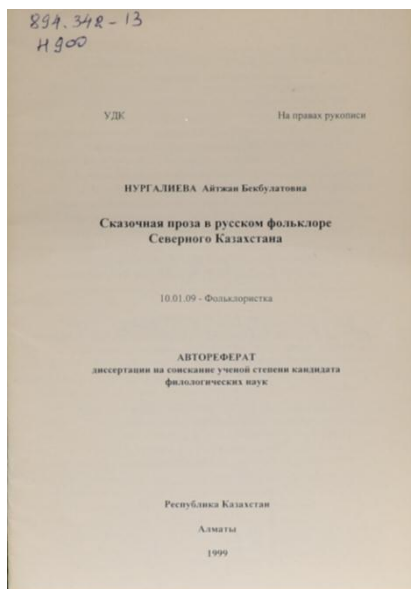 894.342-13
Н900
УДК На правах рукописи
НУРГАЛИЕВА Айтжан Бекбулатовна
Сказочная проза в русском фольклоре
Северного Казахстана
10.01.09 - Фольклористка
АВТОРЕФЕРАТ
диссертации на соискание ученой степени кандидата
филологических наук
Республика Казахстан
Алматы
1999